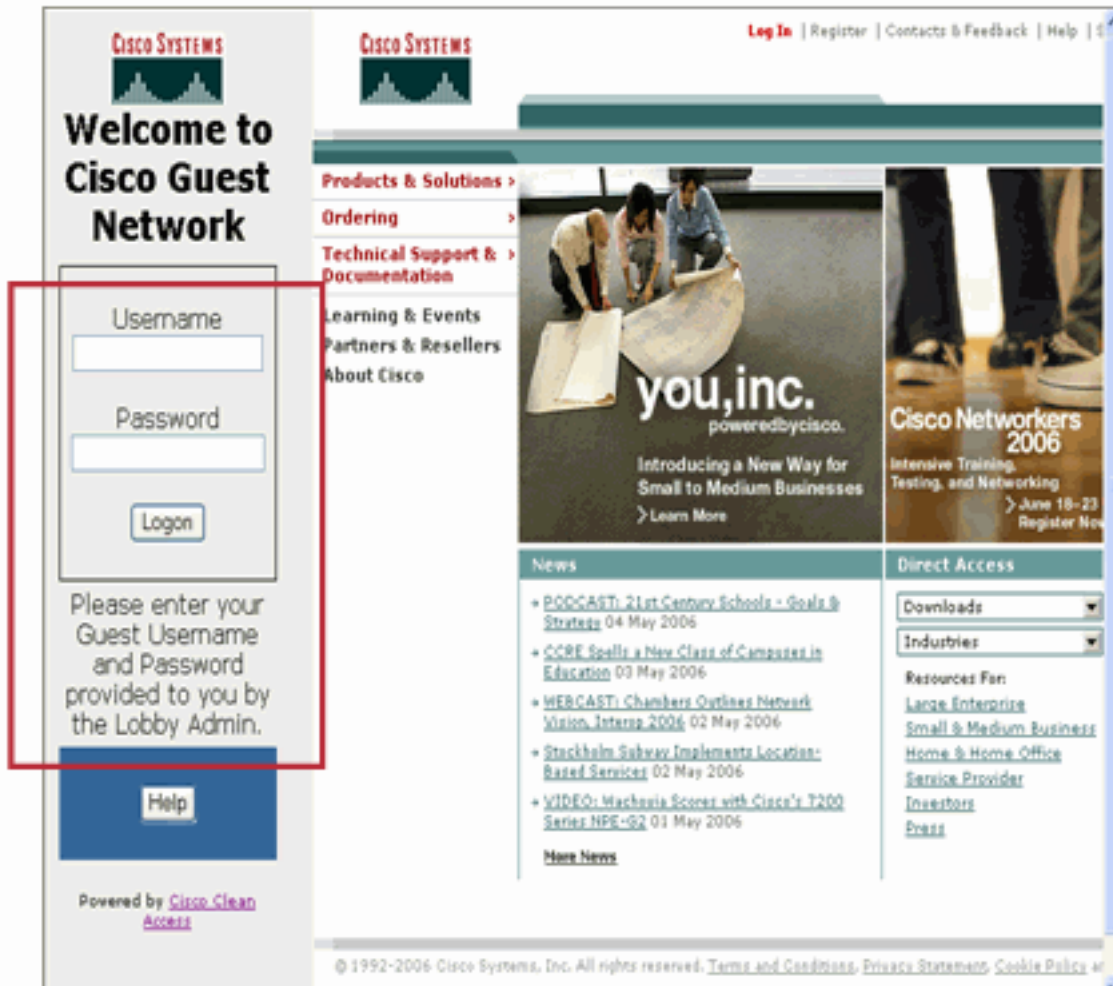 CISCO SYSTEMS
Welcome to
Cisco Guest
Network
Username
Password
Logon
Please enter your
Guest Username
and Password
provided to you by
the Lobby Admin.
Help
Powered by Cisco Clean
Access
CISCO SYSTEMS
Log In | Register | Contacts & Feedback | Help |
Products & Solutions >
Ordering >
Technical Support & >
Documentation
Learning & Events
Partners & Resellers
About Cisco
you,inc.
poweredbycisco.
Introducing a New Way for
Small to Medium Businesses
> Learn More
Cisco Networkers
2006
Intensive Training,
Testing, and Networking
> June 18-23
Register Now
News
PODCAST: 21st Century Schools - Goals &
Strategy 04 May 2006
CCRE Spells a New Class of Campuses in
Education 03 May 2006
WEBCAST: Chambers Outlines Network
Vision, Interop 2006 02 May 2006
Stockholm Subway Implements Location-
Based Services 02 May 2006
VIDEO: Wachovia Scores with Cisco's 7200
Series NPE-G2 01 May 2006
More News
Direct Access
Downloads
Industries
Resources For:
Large Enterprise
Small & Medium Business
Home & Home Office
Service Provider
Investors
Press
© 1992-2006 Cisco Systems, Inc. All rights reserved. Terms and Conditions, Privacy Statement, Cookie Policy